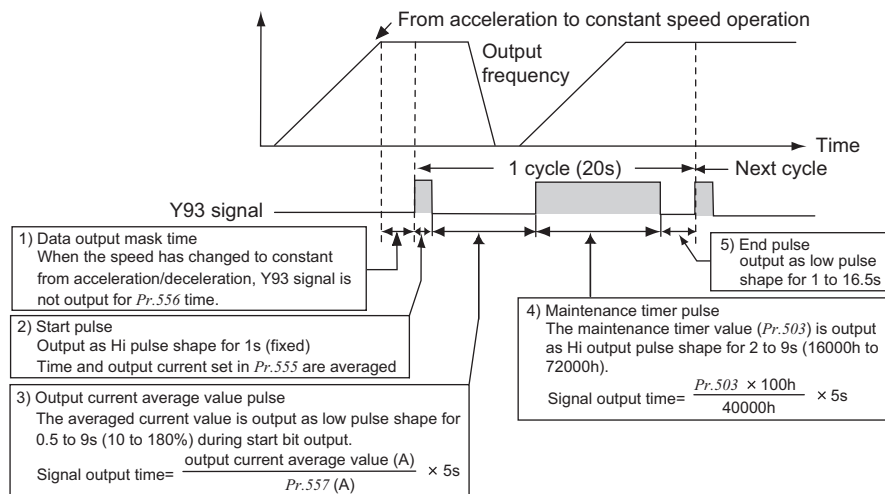 From acceleration to constant speed operation
Output
frequency
Time
1 cycle (20s)
Next cycle
Y93 signal
1) Data output mask time
When the speed has changed to constant
from acceleration/deceleration, Y93 signal is
not output for Pr.556 time.
2) Start pulse
Output as Hi pulse shape for 1s (fixed)
Time and output current set in Pr.555 are averaged
3) Output current average value pulse
The averaged current value is output as low pulse shape for
0.5 to 9s (10 to 180%) during start bit output.
Signal output time= output current average value (A) × 5s
Pr.557 (A)
5) End pulse
output as low pulse
shape for 1 to 16.5s
4) Maintenance timer pulse
The maintenance timer value (Pr.503) is output
as Hi output pulse shape for 2 to 9s (16000h to
72000h).
Signal output time= Pr.503 × 100h × 5s
40000h